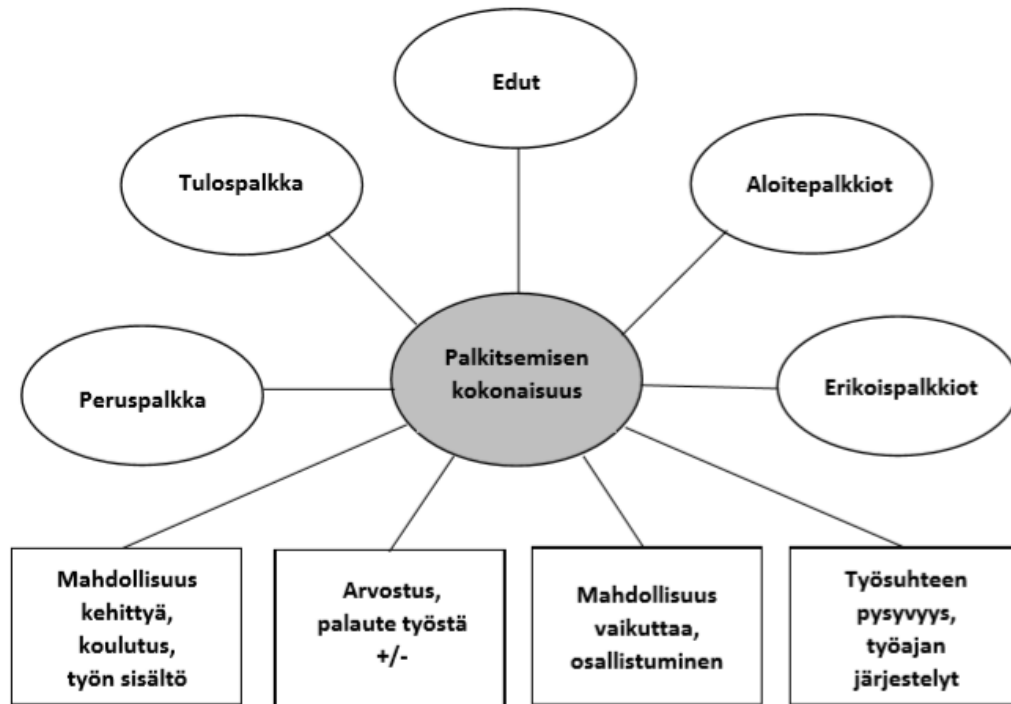 Edut
Tulospalkka
Aloitepalkkiot
Peruspalkka
Palkitsemisen
kokonaisuus
Erikoispalkkiot
Mahdollisuus
kehittyä,
koulutus,
työn sisältö
Arvostus,
palaute työstä
+/-
Mahdollisuus
vaikuttaa,
osallistuminen
Työsuhteen
pysyvyys,
työajan
järjestelyt